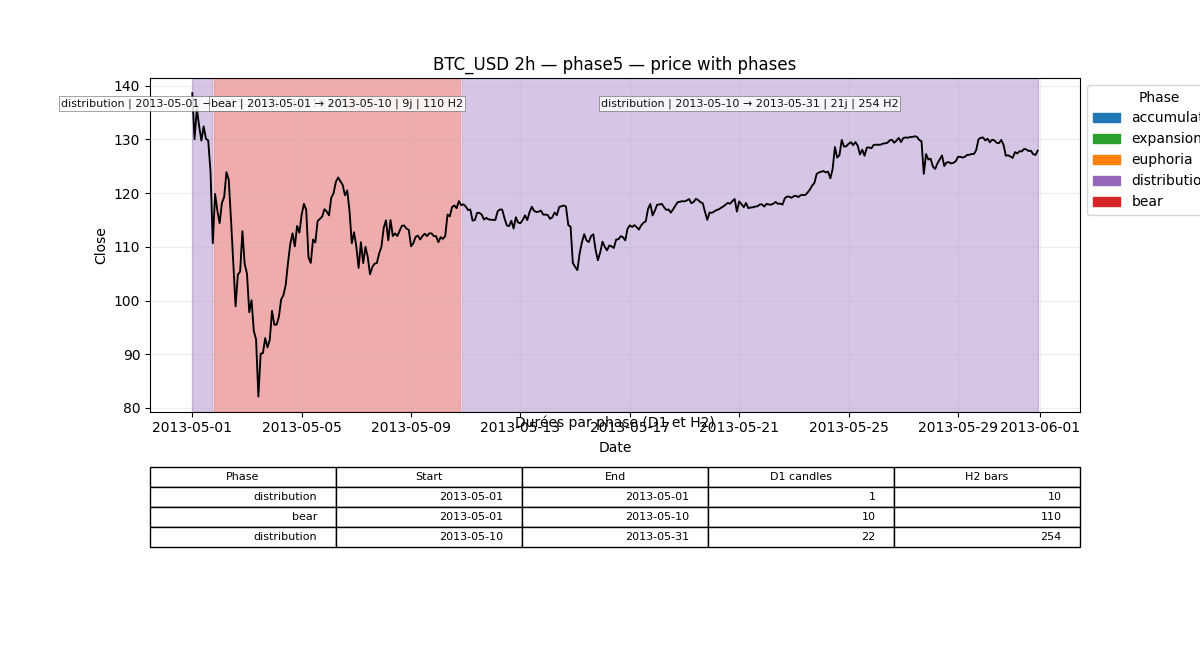 BTC_USD 2h — phase5 — price with phases
distribution | 2013-05-01 →
bear | 2013-05-01 → 2013-05-10 | 9j | 110 H2
distribution | 2013-05-10 → 2013-05-31 | 21j | 254 H2
Phase
accumulat
expansion
euphoria
distributio
bear
140
130
120
110
100
90
80
Close
Durées par phase (D1 et H2)
2013-05-01 2013-05-05 2013-05-09 2013-05-13 2013-05-17 2013-05-21 2013-05-25 2013-05-29 2013-06-01
Date
Phase Start End D1 candles H2 bars
distribution 2013-05-01 2013-05-01 1 10
bear 2013-05-01 2013-05-10 10 110
distribution 2013-05-10 2013-05-31 22 254